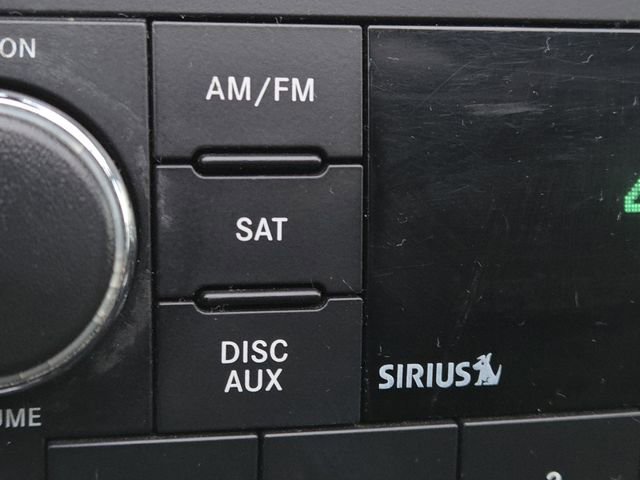 ON
AM/FM
SAT
DISC
AUX
SIRIUS
UME